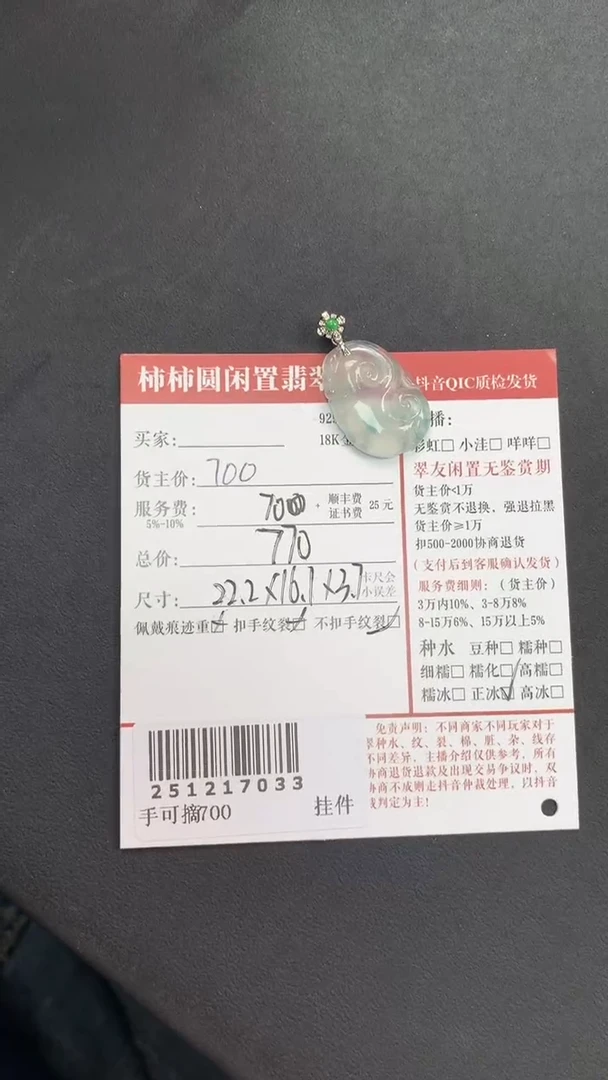 柿柿圆闲置翡翠
抖音QIC质检发货
买家:
货主价: 700
服务费:
5%-10%
顺丰费
证书费
25 元
总价: 770
尺寸: 22.2×16.1×3.7
卡尺会
小误差
佩戴痕迹重 扣手纹裂 不扣手纹裂
播:
彩虹 小洼 咩咩
翠友闲置无鉴赏期
货主价<1万
无鉴赏不退换，强退拉黑
货主价≥1万
扣500-2000协商退货
(支付后到客服确认发货)
服务费细则: (货主价)
3万内10%、3-8万8%
8-15万6%、15万以上5%
种水 豆种 糯种
细糯 糯化 高糯
糯冰 正冰 高冰
251217033
手可摘700 挂件
免责声明: 不同商家不同玩家对于
翠种水、纹、裂、棉、脏、杂、线存
不同差异, 主播介绍仅供参考, 所有
协商退货退款及出现交易争议时, 双
协商不成则走抖音仲裁处理, 以抖音
裁判定为主!